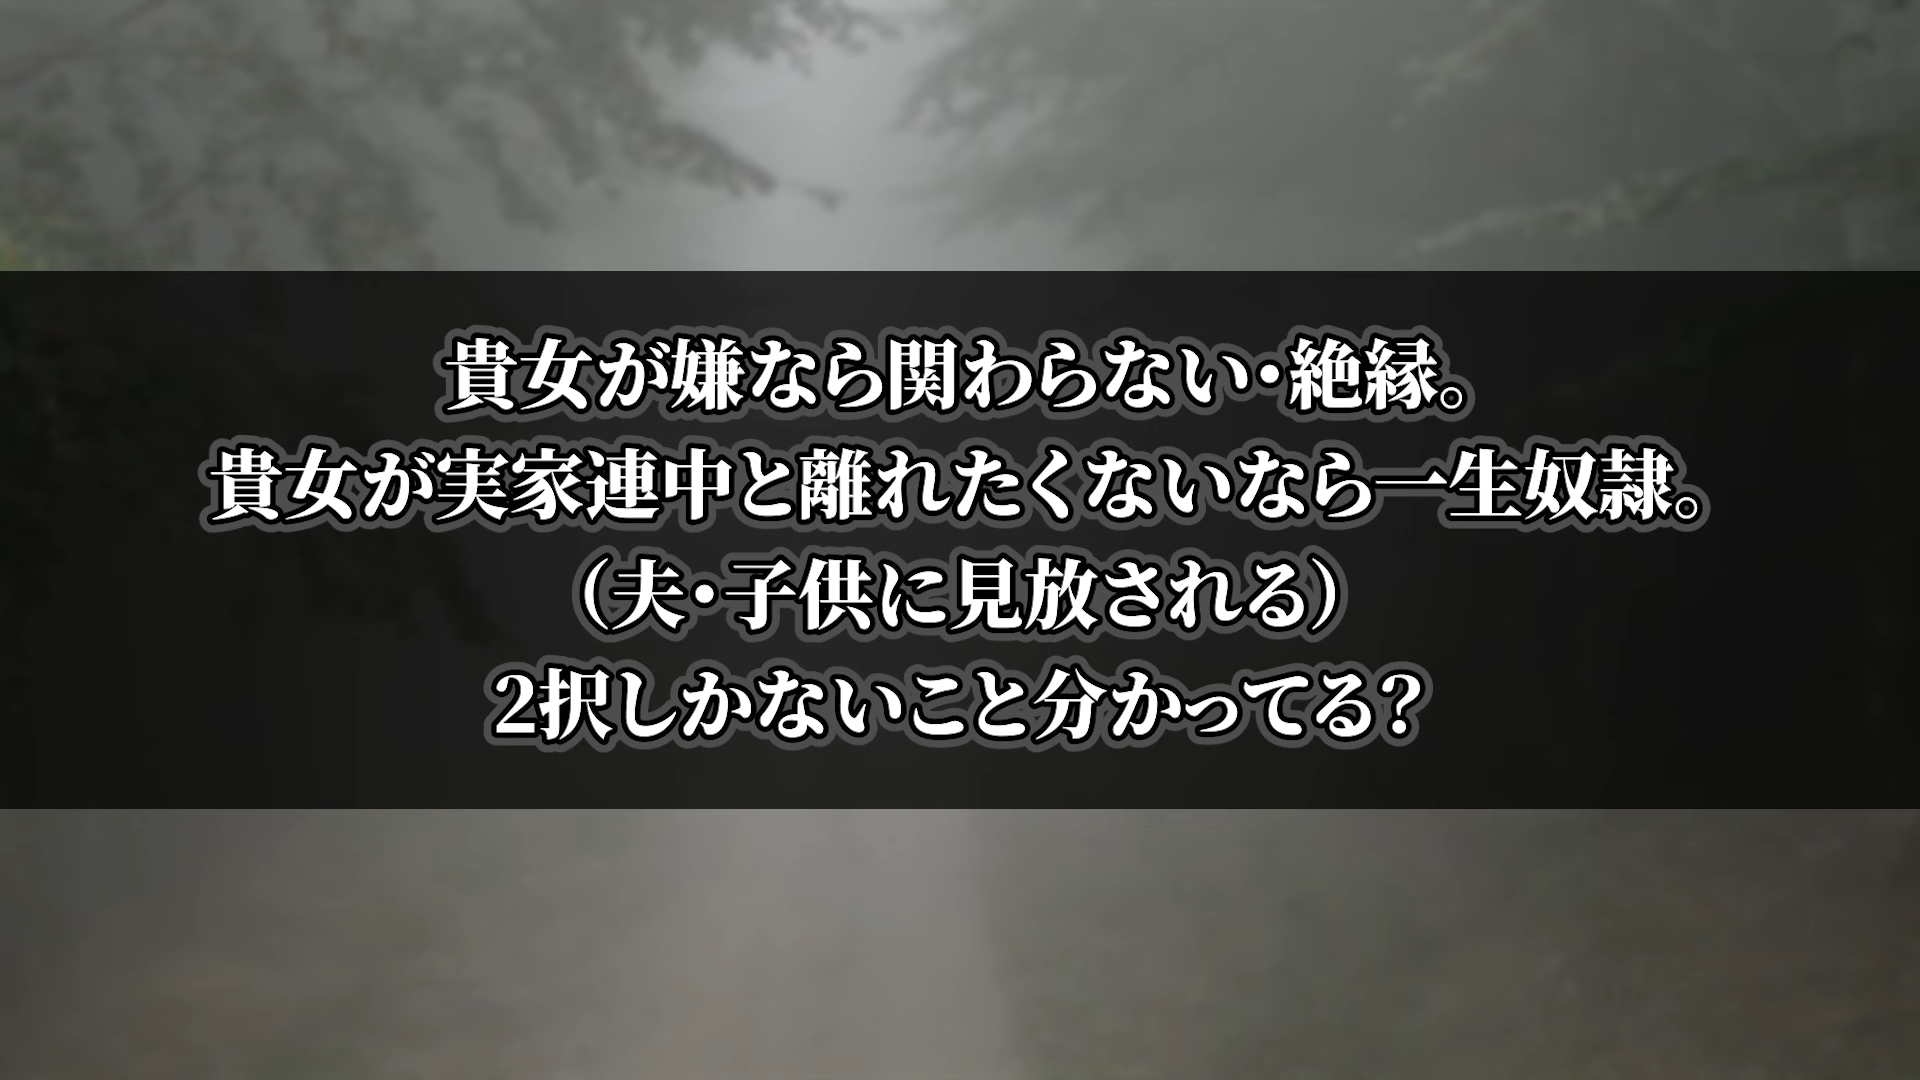 貴女が嫌なら関わらない・絶縁。
貴女が実家連中と離れたくないなら一生奴隷。
（夫・子供に見放される）
2択しかないこと分かってる？